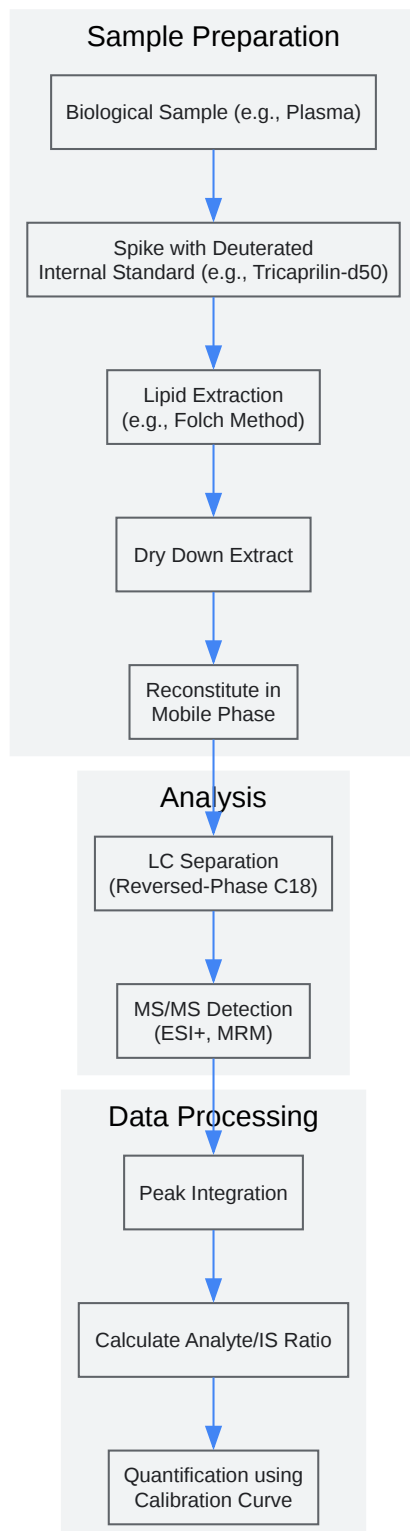 Sample Preparation
Biological Sample (e.g., Plasma)
Spike with Deuterated
Internal Standard (e.g., Tricaprilin-d50)
Lipid Extraction
(e.g., Folch Method)
Dry Down Extract
Reconstitute in
Mobile Phase
Analysis
LC Separation
(Reversed-Phase C18)
MS/MS Detection
(ESI+, MRM)
Data Processing
Peak Integration
Calculate Analyte/IS Ratio
Quantification using
Calibration Curve